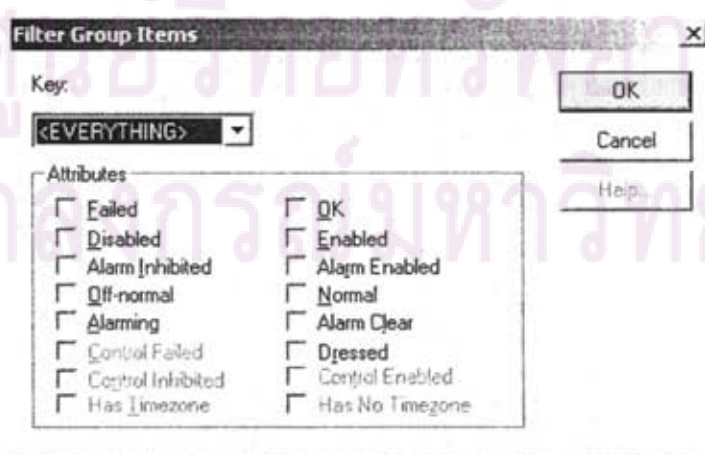 Filter Group Items
Key:
<EVERYTHING>
OK
Cancel
Help
Attributes
Failed
OK
Disabled
Enabled
Alarm Inhibited
Alarm Enabled
Off-normal
Normal
Alarming
Alarm Clear
Control Failed
Dressed
Control Inhibited
Control Enabled
Has Timezone
Has No Timezone